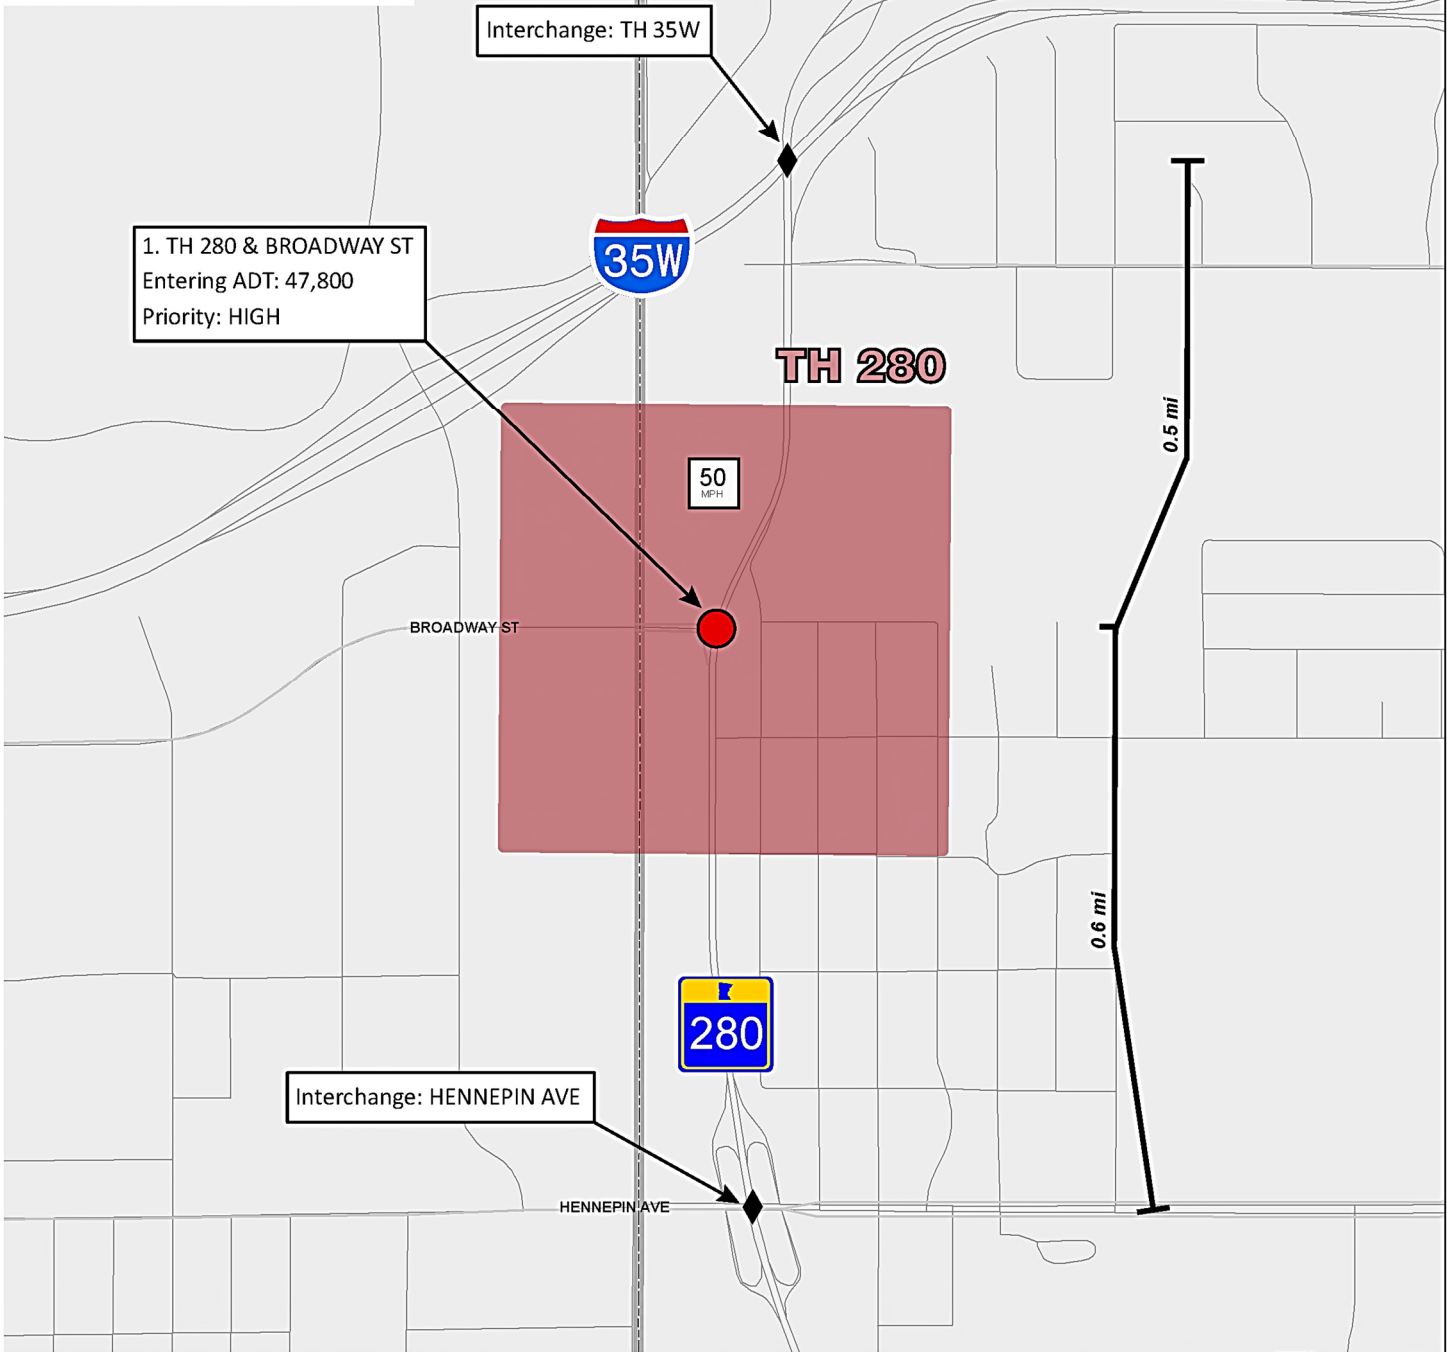 Interchange: TH 35W
1. TH 280 & BROADWAY ST
Entering ADT: 47,800
Priority: HIGH
35W
TH 280
0.5 mi
50
MPH
BROADWAY ST
0.6 mi
280
Interchange: HENNEPIN AVE
HENNEPIN AVE